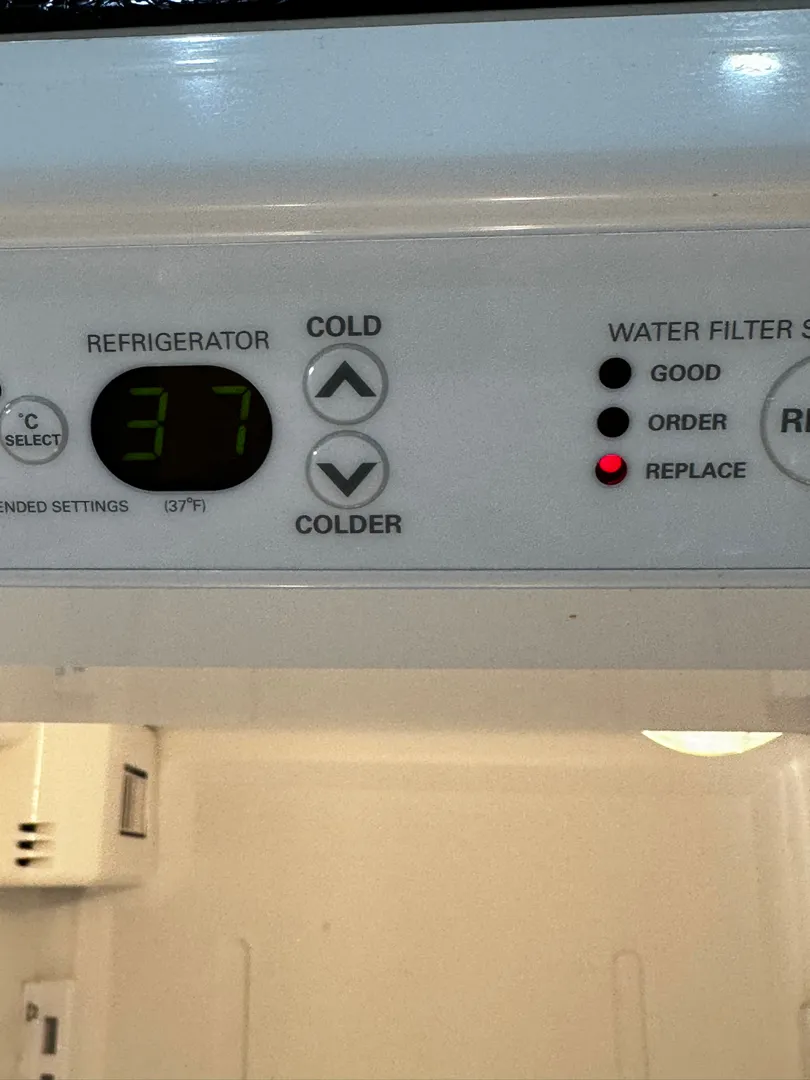 REFRIGERATOR
°C
SELECT
37
ENDED SETTINGS (37°F)
COLD
COLDER
WATER FILTER S
GOOD
ORDER
REPLACE